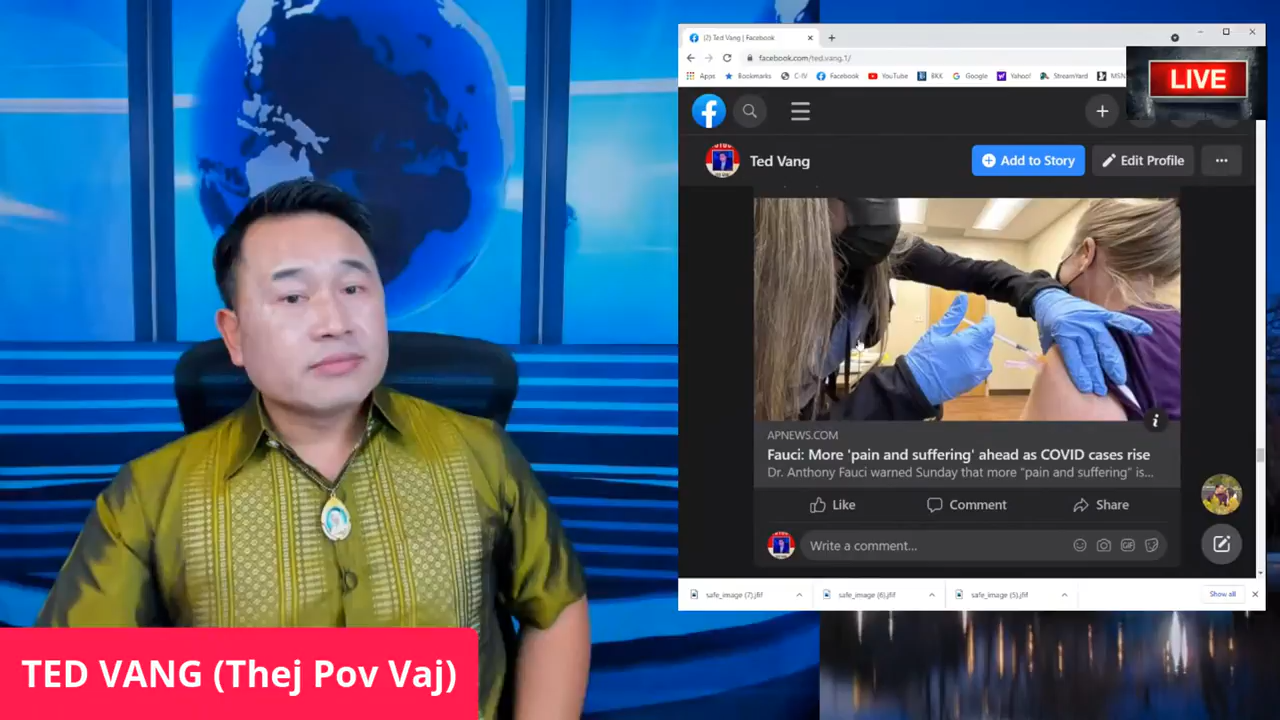 (2) Ted Vang | Facebook
facebook.com/ted.vang.1/
Apps Bookmarks C-IV Facebook YouTube BKK Google Yahoo! StreamYard MSN
LIVE
Ted Vang
Add to Story
Edit Profile
APNEWS.COM
Fauci: More 'pain and suffering' ahead as COVID cases rise
Dr. Anthony Fauci warned Sunday that more "pain and suffering" is...
Like Comment Share
Write a comment...
GIF
safe_image (7).jfif safe_image (6).jfif safe_image (5).jfif Show all
TED VANG (Thej Pov Vaj)